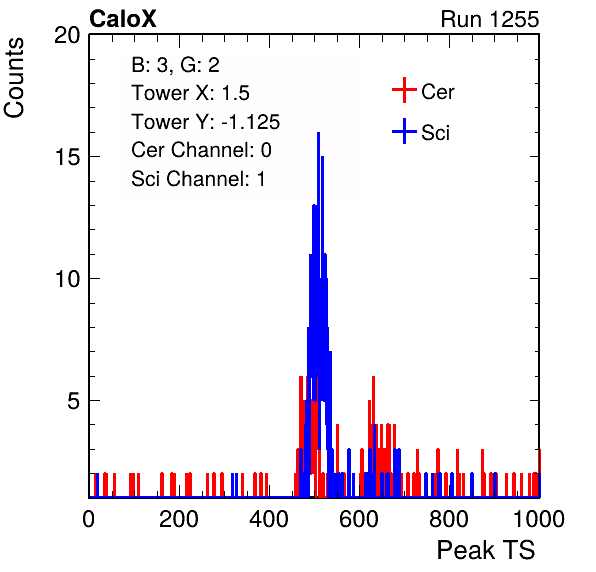 CaloX Run 1255
20
Counts
B: 3, G: 2
Tower X: 1.5
Tower Y: -1.125
Cer Channel: 0
Sci Channel: 1
Cer
Sci
15
10
5
0 200 400 600 800 1000
Peak TS